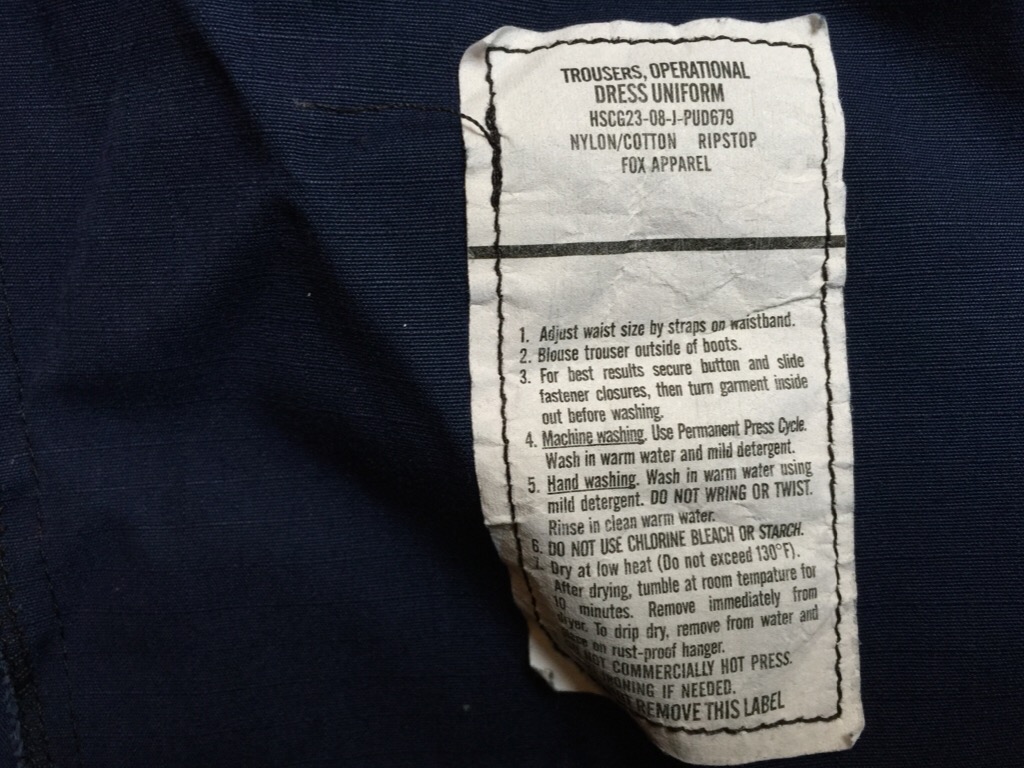 TROUSERS, OPERATIONAL
DRESS UNIFORM
HSCG23-08-J-PUD679
NYLON/COTTON RIPSTOP
FOX APPAREL
1. Adjust waist size by straps on waistband.
2. Blouse trouser outside of boots.
3. For best results secure button and slide
fastener closures, then turn garment inside
out before washing.
4. Machine washing. Use Permanent Press Cycle.
Wash in warm water and mild detergent.
5. Hand washing. Wash in warm water using
mild detergent. DO NOT WRING OR TWIST.
Rinse in clean warm water.
6. DO NOT USE CHLORINE BLEACH OR STARCH.
7. Dry at low heat (Do not exceed 130°F).
After drying, tumble at room tempature for
10 minutes. Remove immediately from
dryer. To drip dry, remove from water and
on rust-proof hanger.
NOT COMMERCIALLY HOT PRESS.
IF NEEDED.
REMOVE THIS LABEL